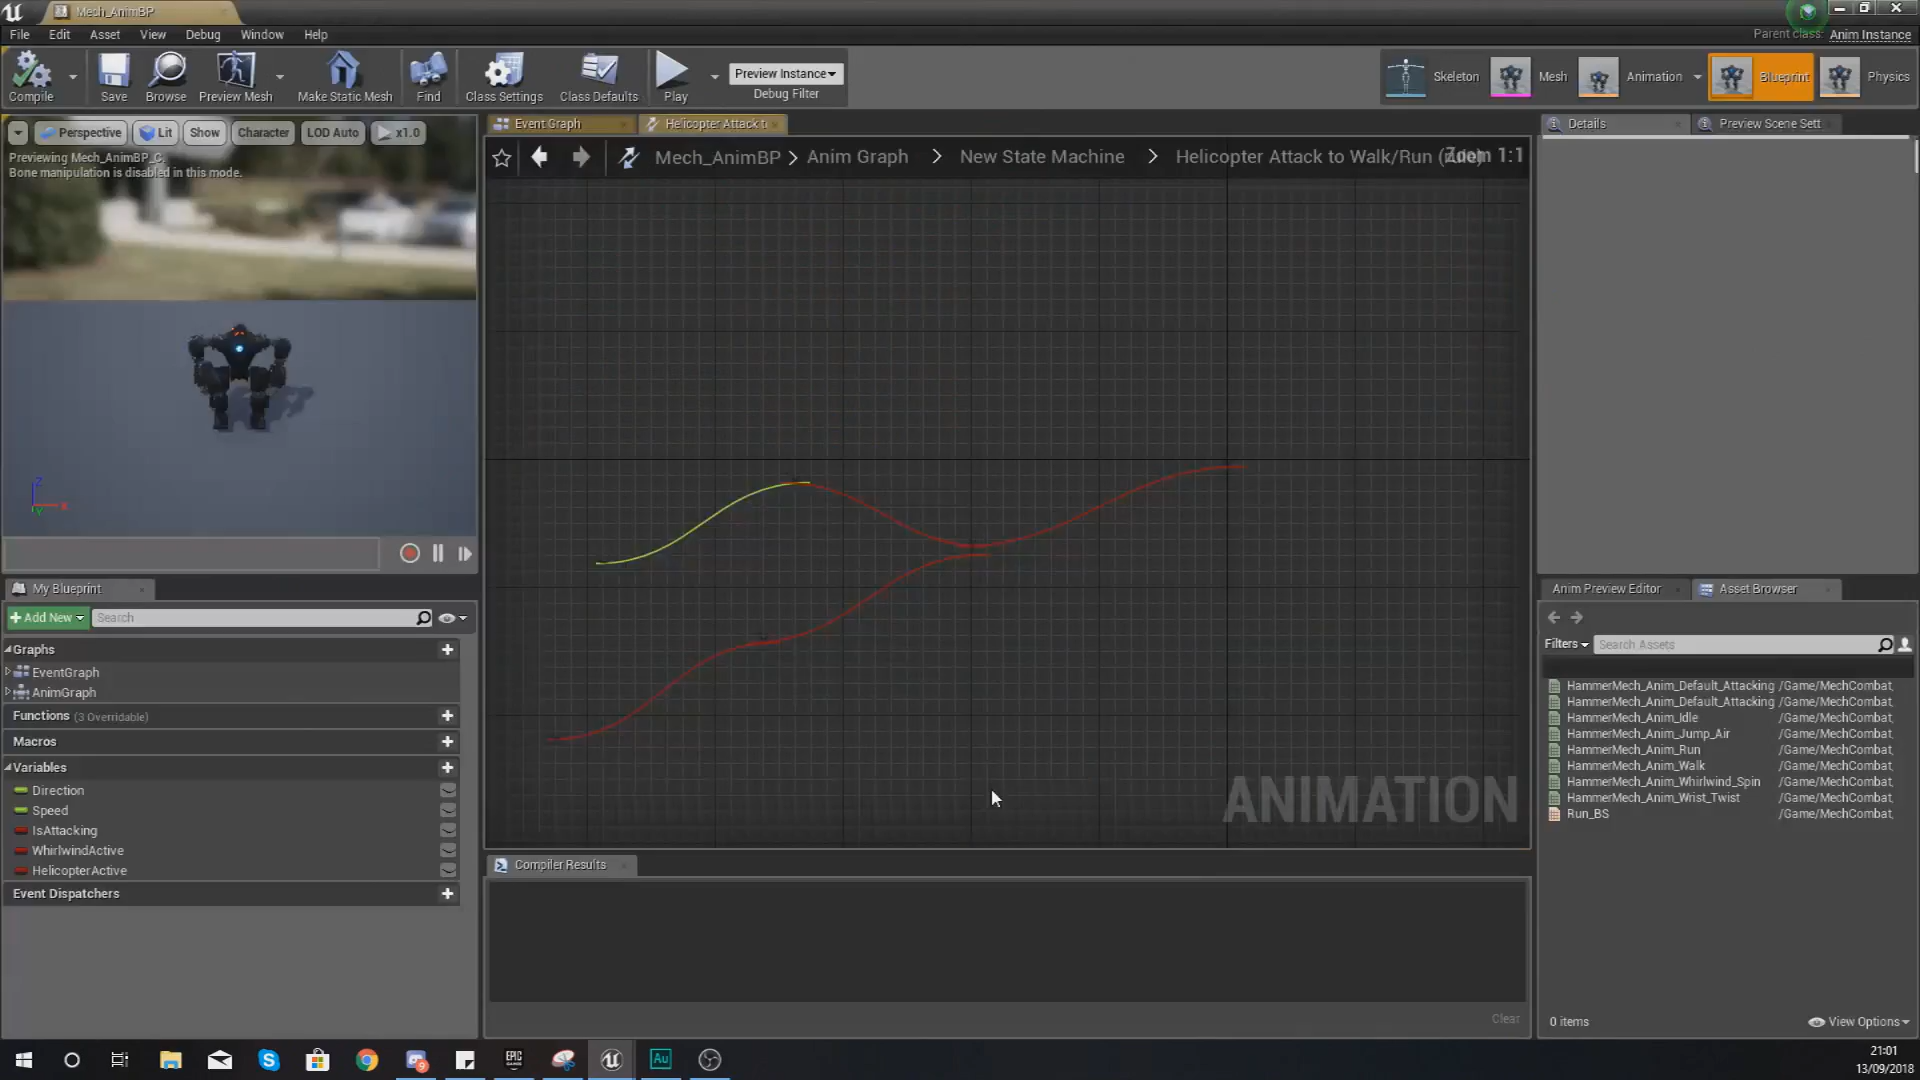 Mech_AnimBP
File Edit Asset View Debug Window Help
Parent class: Anim Instance
Compile Save Browse Preview Mesh Make Static Mesh Find Class Settings Class Defaults Play
Preview Instance
Debug Filter
Skeleton Mesh Animation Blueprint Physics
Perspective Lit Show Character LOD Auto x1.0
Previewing Mech_AnimBP_C.
Bone manipulation is disabled in this mode.
Z
X
Y
Event Graph
Helicopter Attack t
Mech_AnimBP > Anim Graph > New State Machine > Helicopter Attack to Walk/Run
Zoom 1:1
ANIMATION
Compiler Results
Clear
My Blueprint
Add New
Search
Graphs
EventGraph
AnimGraph
Functions (3 Overridable)
Macros
Variables
Direction
Speed
IsAttacking
WhirlwindActive
HelicopterActive
Event Dispatchers
Details
Preview Scene Sett
Anim Preview Editor
Asset Browser
Filters
Search Assets
HammerMech_Anim_Default_Attacking /Game/MechCombat,
HammerMech_Anim_Default_Attacking /Game/MechCombat,
HammerMech_Anim_Idle /Game/MechCombat,
HammerMech_Anim_Jump_Air /Game/MechCombat,
HammerMech_Anim_Run /Game/MechCombat,
HammerMech_Anim_Walk /Game/MechCombat,
HammerMech_Anim_Whirlwind_Spin /Game/MechCombat,
HammerMech_Anim_Wrist_Twist /Game/MechCombat,
Run_BS /Game/MechCombat,
0 items
View Options
EPIC
GAMES
Au
9
21:01
13/09/2018